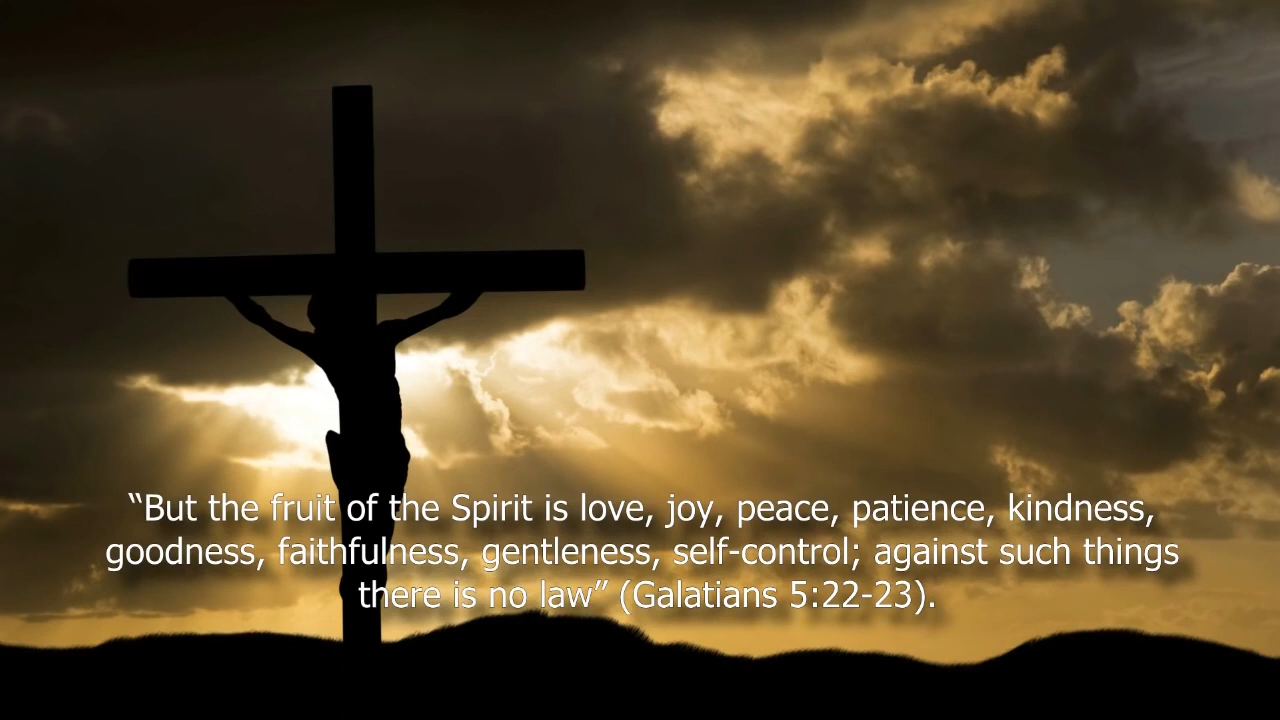 “But the fruit of the Spirit is love, joy, peace, patience, kindness,
goodness, faithfulness, gentleness, self-control; against such things
there is no law” (Galatians 5:22-23).